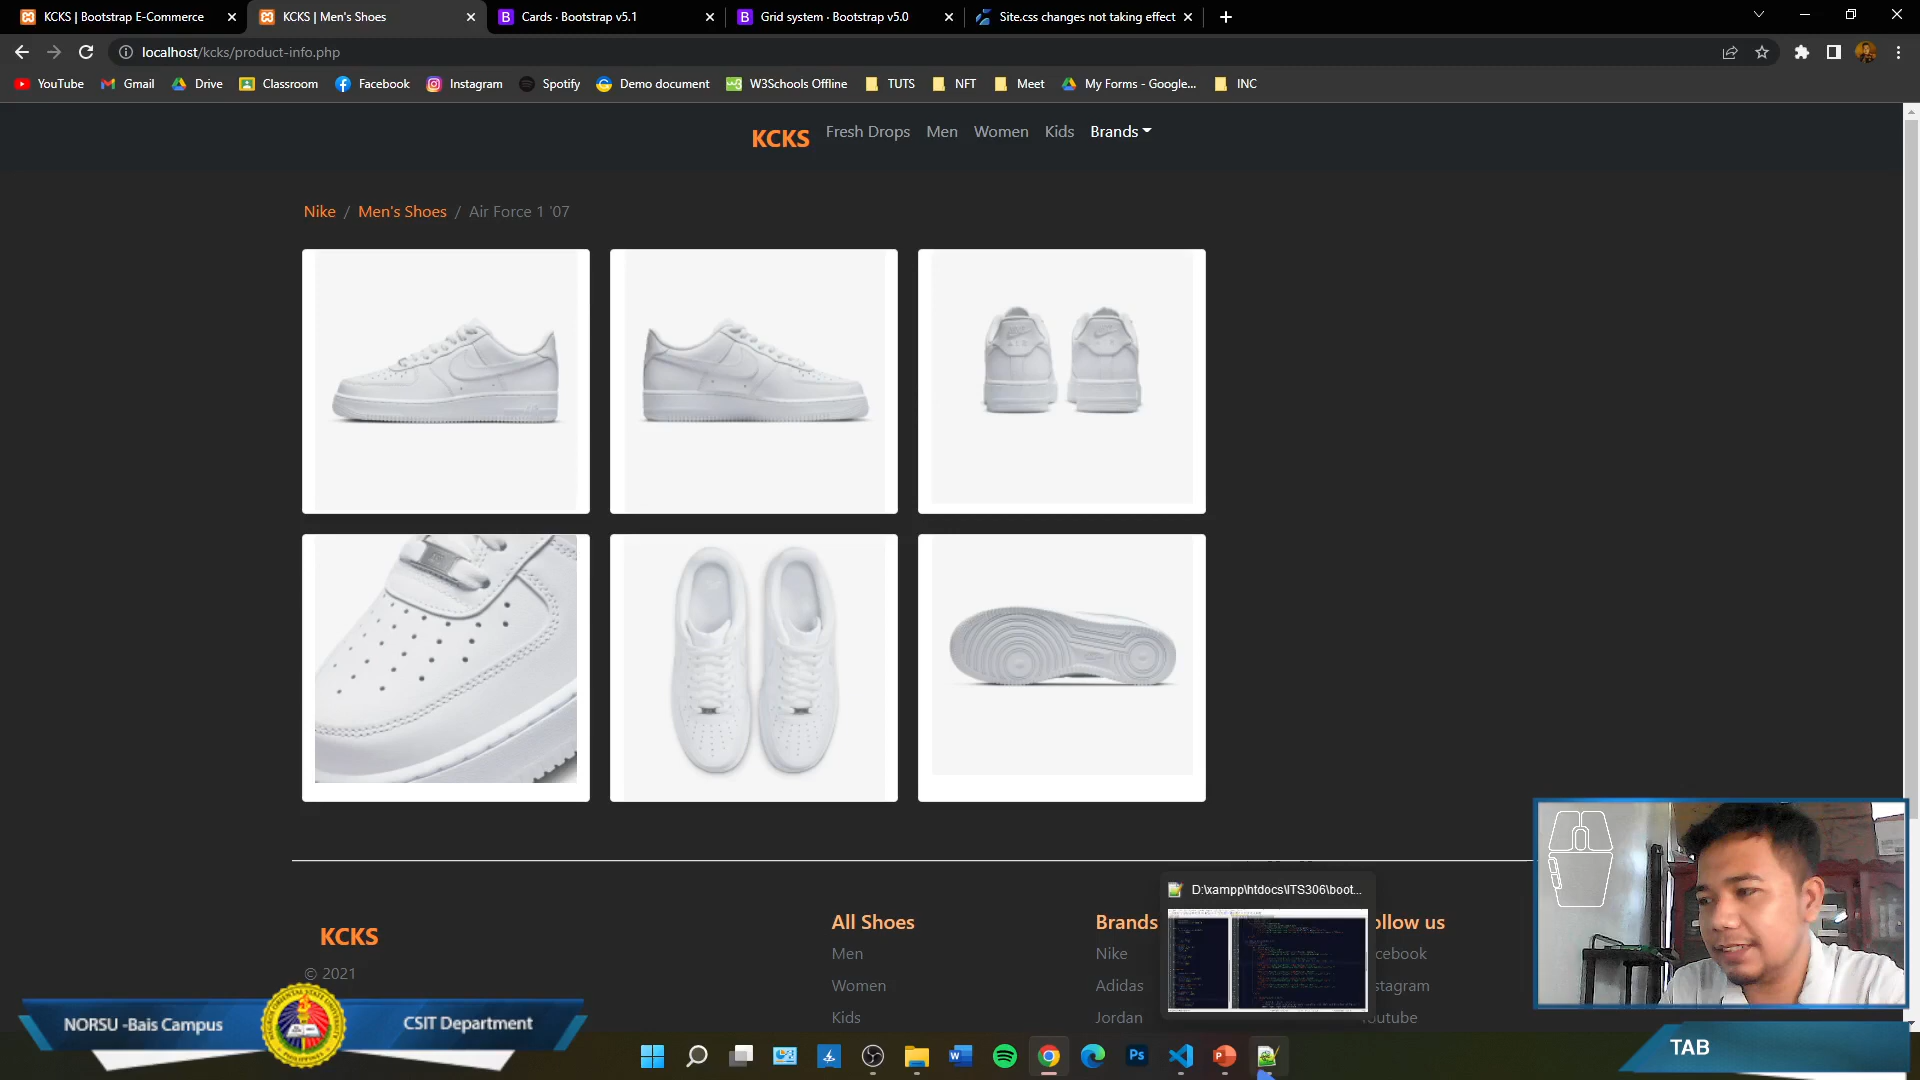 KCKS | Bootstrap E-Commerce
KCKS | Men's Shoes
Cards · Bootstrap v5.1
Grid system · Bootstrap v5.0
Site.css changes not taking effect
localhost/kcks/product-info.php
YouTube
Gmail
Drive
Classroom
Facebook
Instagram
Spotify
Demo document
W3Schools Offline
TUTS
NFT
Meet
My Forms - Google...
INC
KCKS
Fresh Drops
Men
Women
Kids
Brands
Nike / Men's Shoes / Air Force 1 '07
KCKS
© 2021
All Shoes
Men
Women
Kids
Brands
Nike
Adidas
Jordan
ollow us
cebook
stagram
outube
D:\xampp\htdocs\ITS306\boot...
NORSU -Bais Campus
CSIT Department
TAB